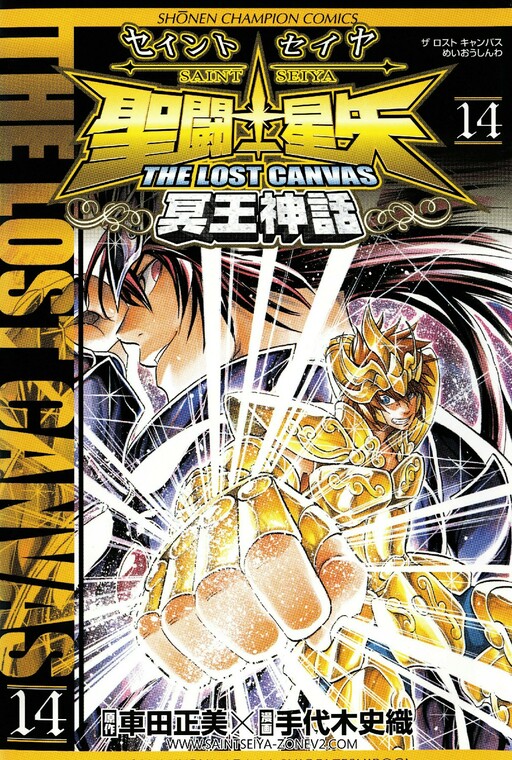 SHŌNEN CHAMPION COMICS
セイント セイヤ
SAINT SEIYA
聖闘士星矢
THE LOST CANVAS
冥王神話
ザ ロスト キャンバス
めいおうしんわ
14
THE LOST CANVAS
14
原作 車田正美×漫画 手代木史織
WWW.SAINTSEIYA-ZONEV2.COM